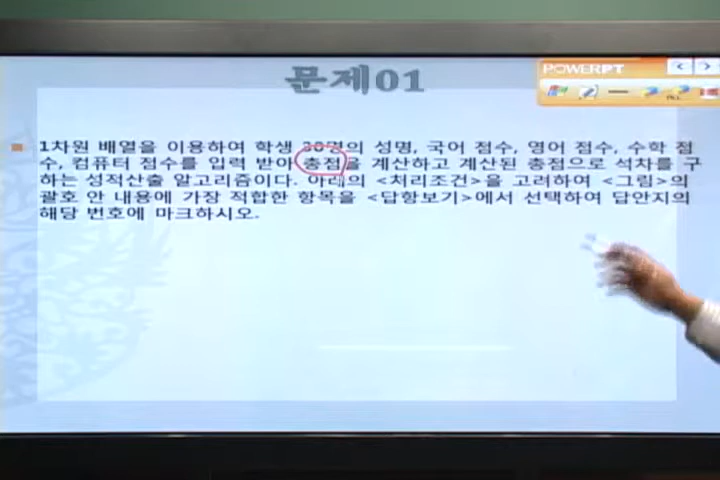 문제01
POWERPT
1차원 배열을 이용하여 학생 30명의 성명, 국어 점수, 영어 점수, 수학 점
수, 컴퓨터 점수를 입력 받아 총점을 계산하고 계산된 총점으로 석차를 구
하는 성적산출 알고리즘이다. 아래의 <처리조건>을 고려하여 <그림>의
괄호 안 내용에 가장 적합한 항목을 <답항보기>에서 선택하여 답안지의
해당 번호에 마크하시오.